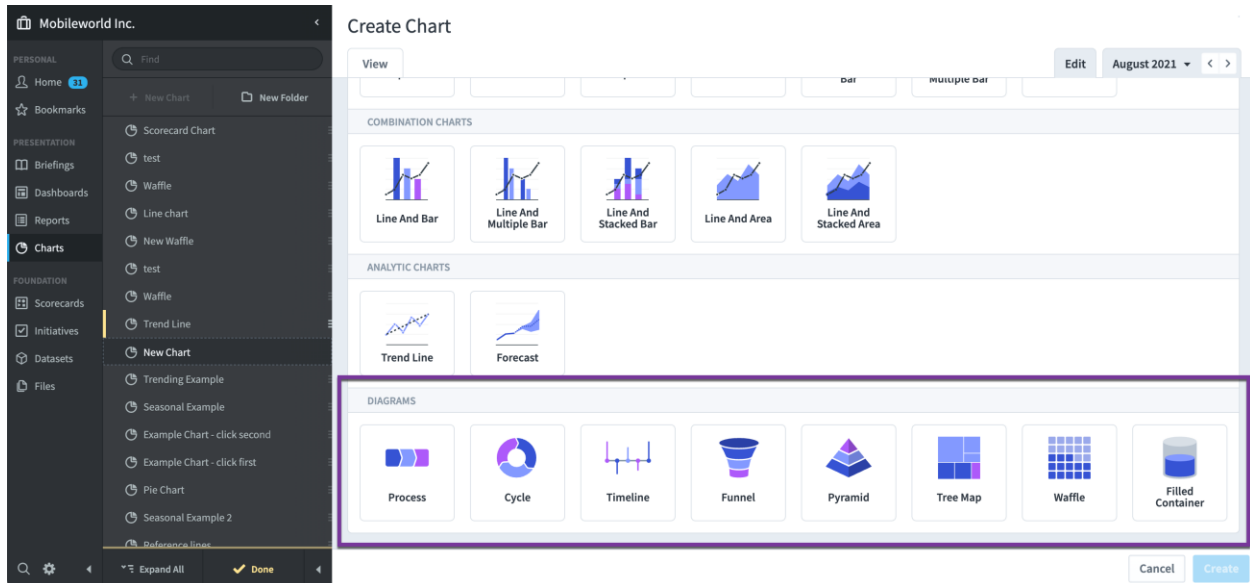 Mobileworld Inc.
PERSONAL
Home 31
Bookmarks
PRESENTATION
Briefings
Dashboards
Reports
Charts
FOUNDATION
Scorecards
Initiatives
Datasets
Files
Find
+ New Chart
New Folder
Scorecard Chart
test
Waffle
Line chart
New Waffle
test
Waffle
Trend Line
New Chart
Trending Example
Seasonal Example
Example Chart - click second
Example Chart - click first
Pie Chart
Seasonal Example 2
Reference lines
Expand All
Done
Create Chart
View
Edit
August 2021
Bar
Multiple Bar
COMBINATION CHARTS
Line And Bar
Line And
Multiple Bar
Line And
Stacked Bar
Line And Area
Line And
Stacked Area
ANALYTIC CHARTS
Trend Line
Forecast
DIAGRAMS
Process
Cycle
Timeline
Funnel
Pyramid
Tree Map
Waffle
Filled
Container
Cancel
Create